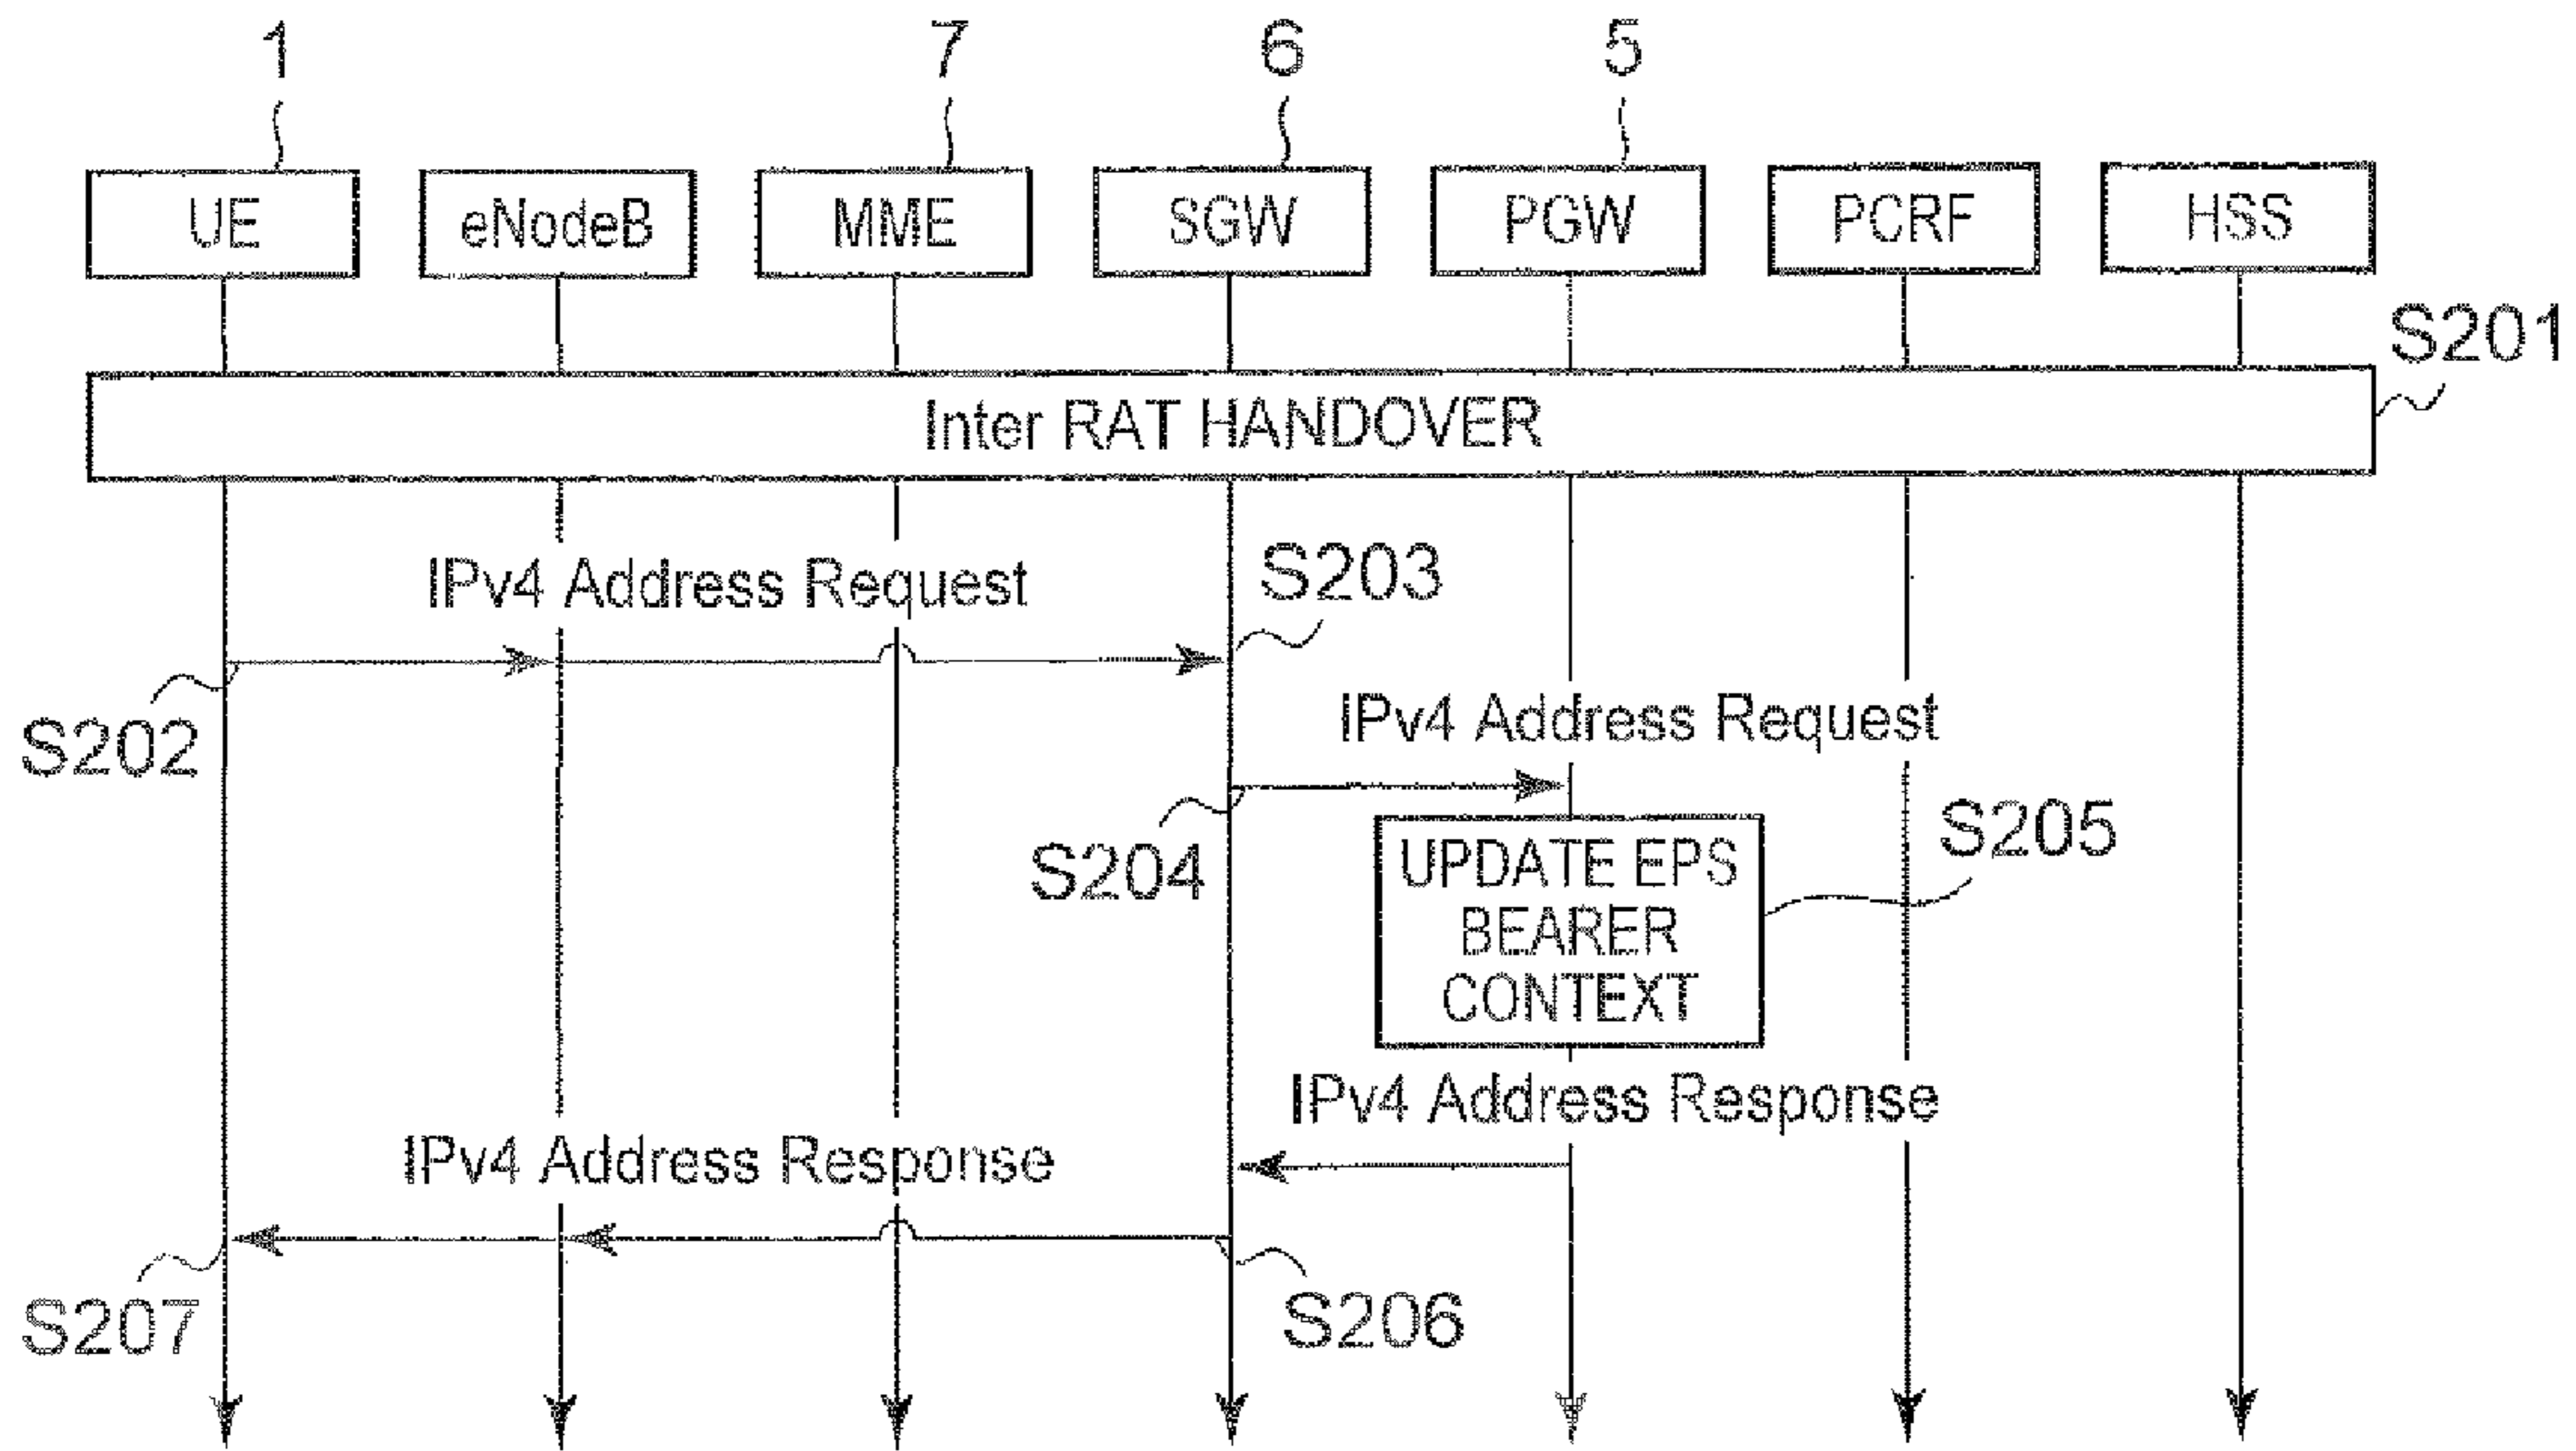 1 7 6 5
UE eNodeB MME SGW PGW PCRF HSS
S201
Inter RAT HANDOVER
IPv4 Address Request
S203
S202
IPv4 Address Request
S204
UPDATE EPS
BEARER
CONTEXT
S205
IPv4 Address Response
IPv4 Address Response
S207
S206